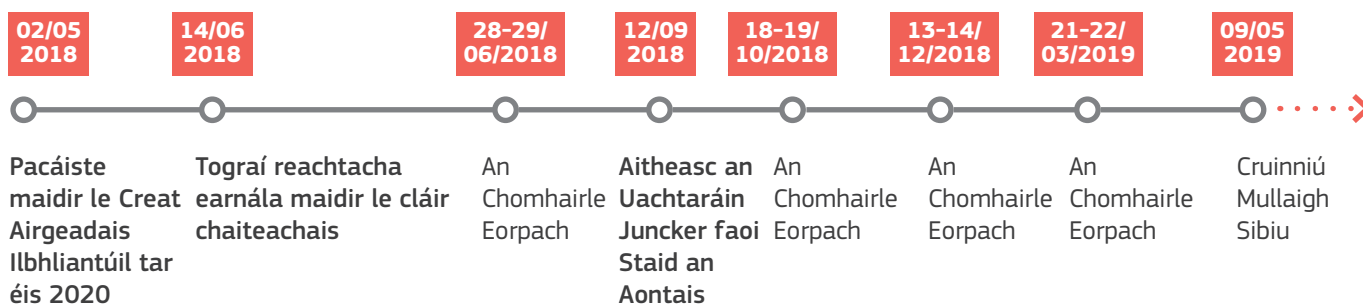 02/05
2018
14/06
2018
28-29/
06/2018
12/09
2018
18-19/
10/2018
13-14/
12/2018
21-22/
03/2019
09/05
2019
Pacáiste
maidir le Creat
Airgeadais
Ilbhliantúil tar
éis 2020
Tograí reachtacha
earnála maidir le cláir
chaiteachais
An
Chomhairle
Eorpach
Aitheasc an
Uachtaráin
Juncker faoi
Staid an
Aontais
An
Chomhairle
Eorpach
An
Chomhairle
Eorpach
An
Chomhairle
Eorpach
Cruinniú
Mullaigh
Sibiu